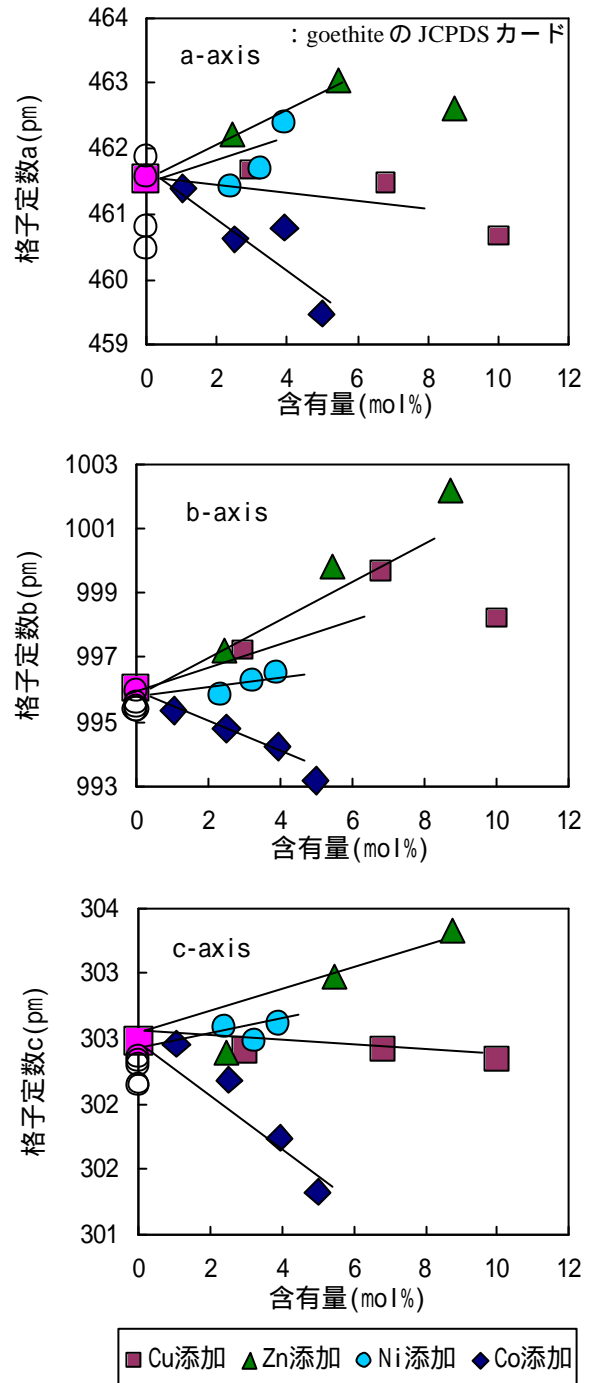 : goethite の JCPDS カード
a-axis
464
463
462
461
460
459
格子定数a(pm)
0 2 4 6 8 10 12
含有量(mol%)
b-axis
1003
1001
999
998
997
995
993
格子定数b(pm)
0 2 4 6 8 10 12
含有量(mol%)
c-axis
304
303
303
302
302
301
格子定数c(pm)
0 2 4 6 8 10 12
含有量(mol%)
Cu添加 Zn添加 Ni添加 Co添加